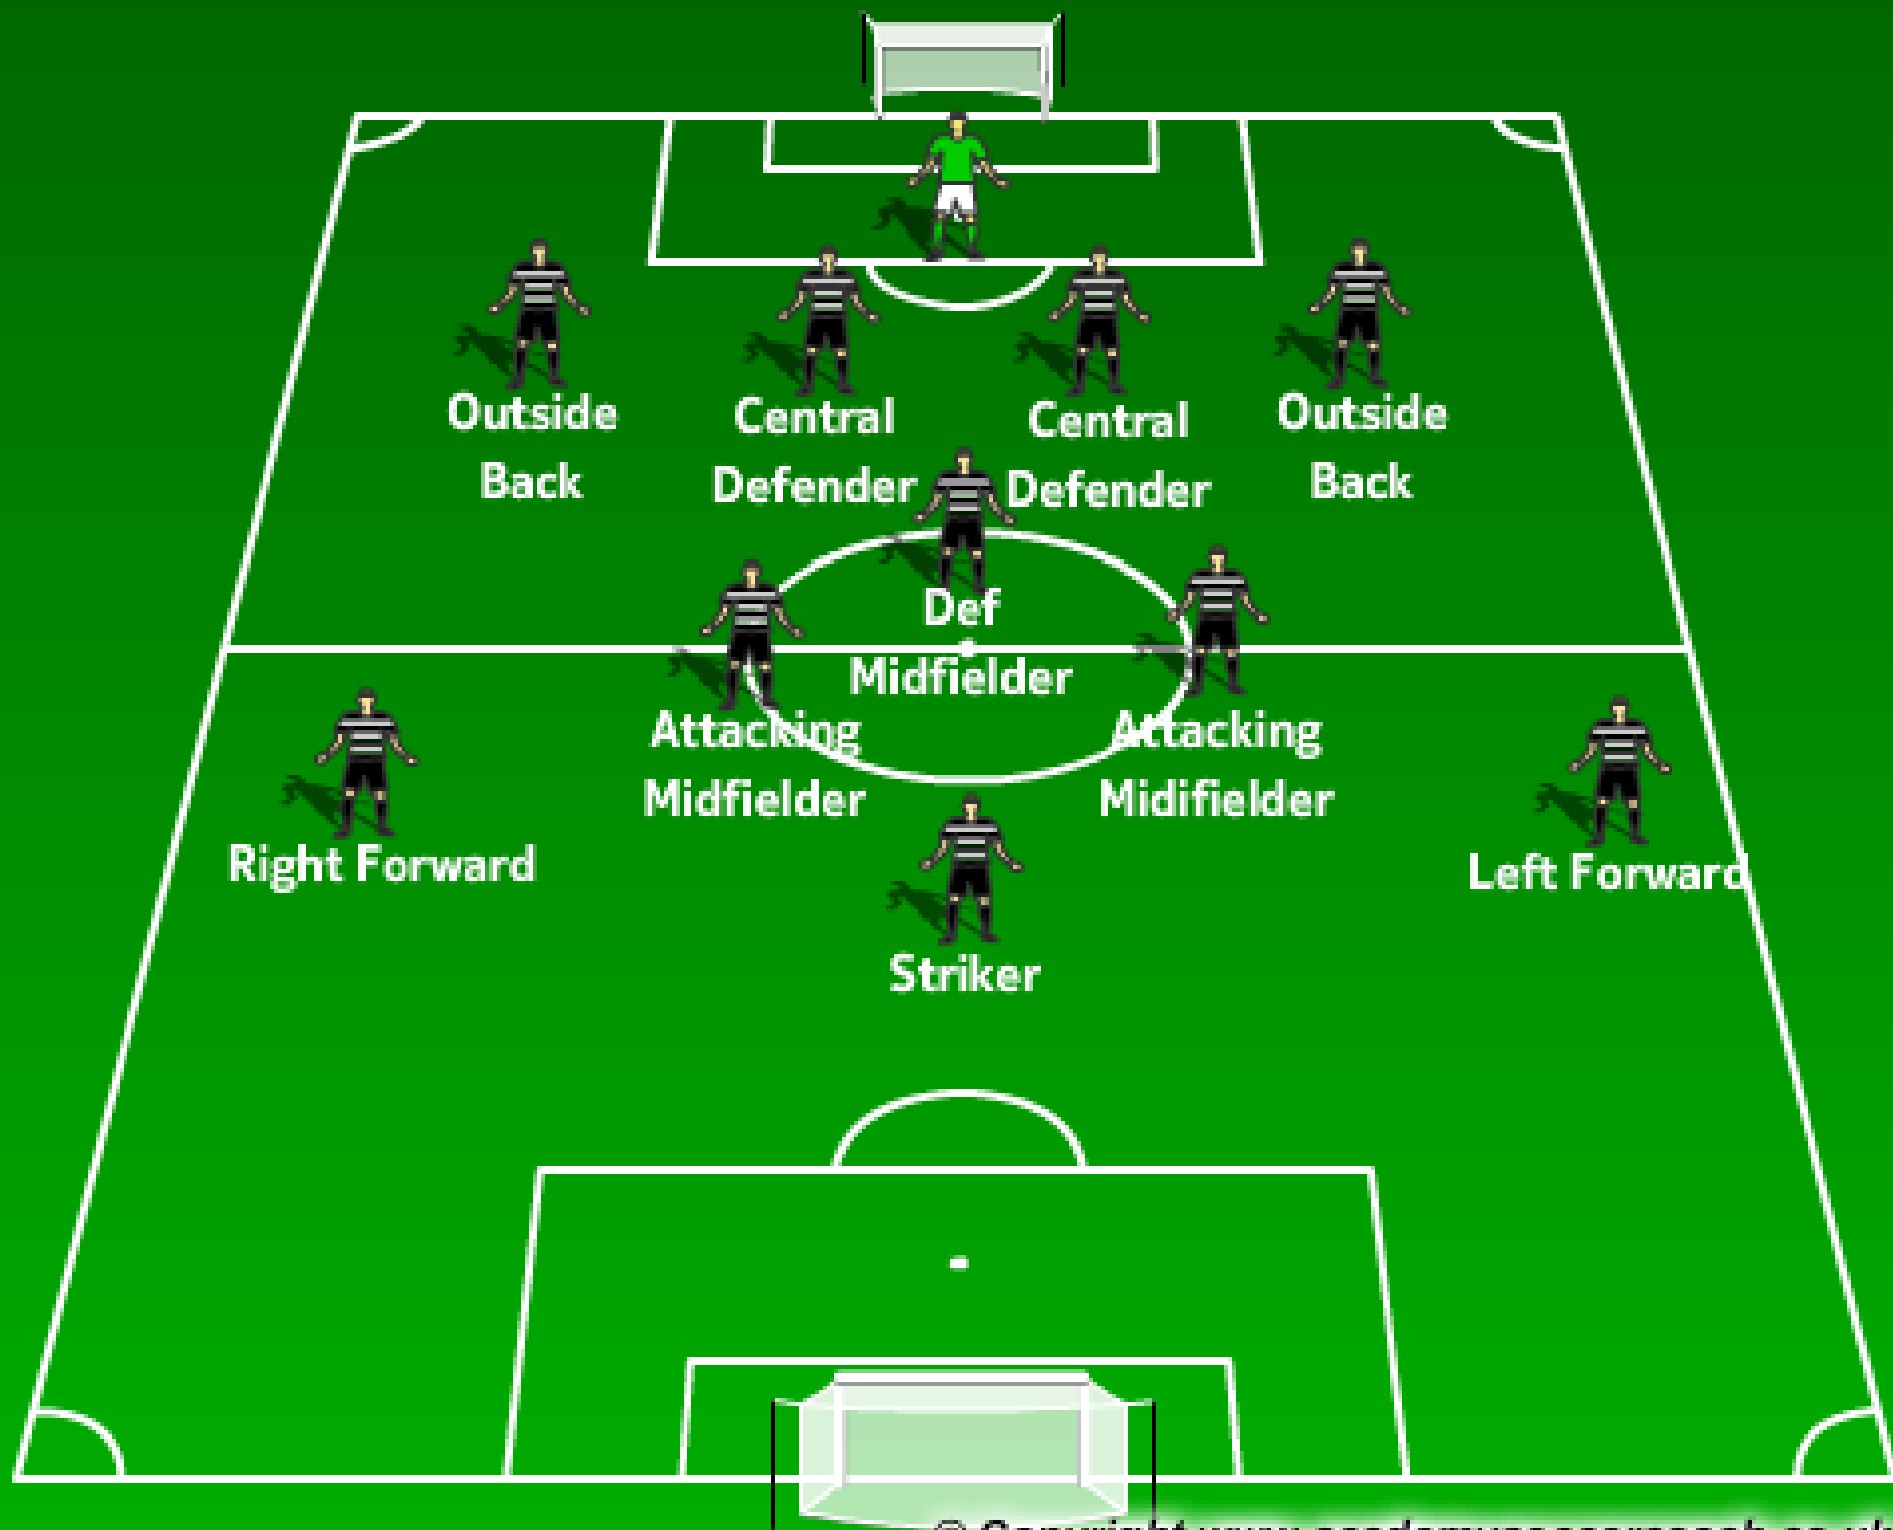 Outside
Back
Central
Defender
Central
Defender
Outside
Back
Def
Midfielder
Attacking
Midfielder
Attacking
Midifielder
Right Forward
Left Forward
Striker
© Copyright